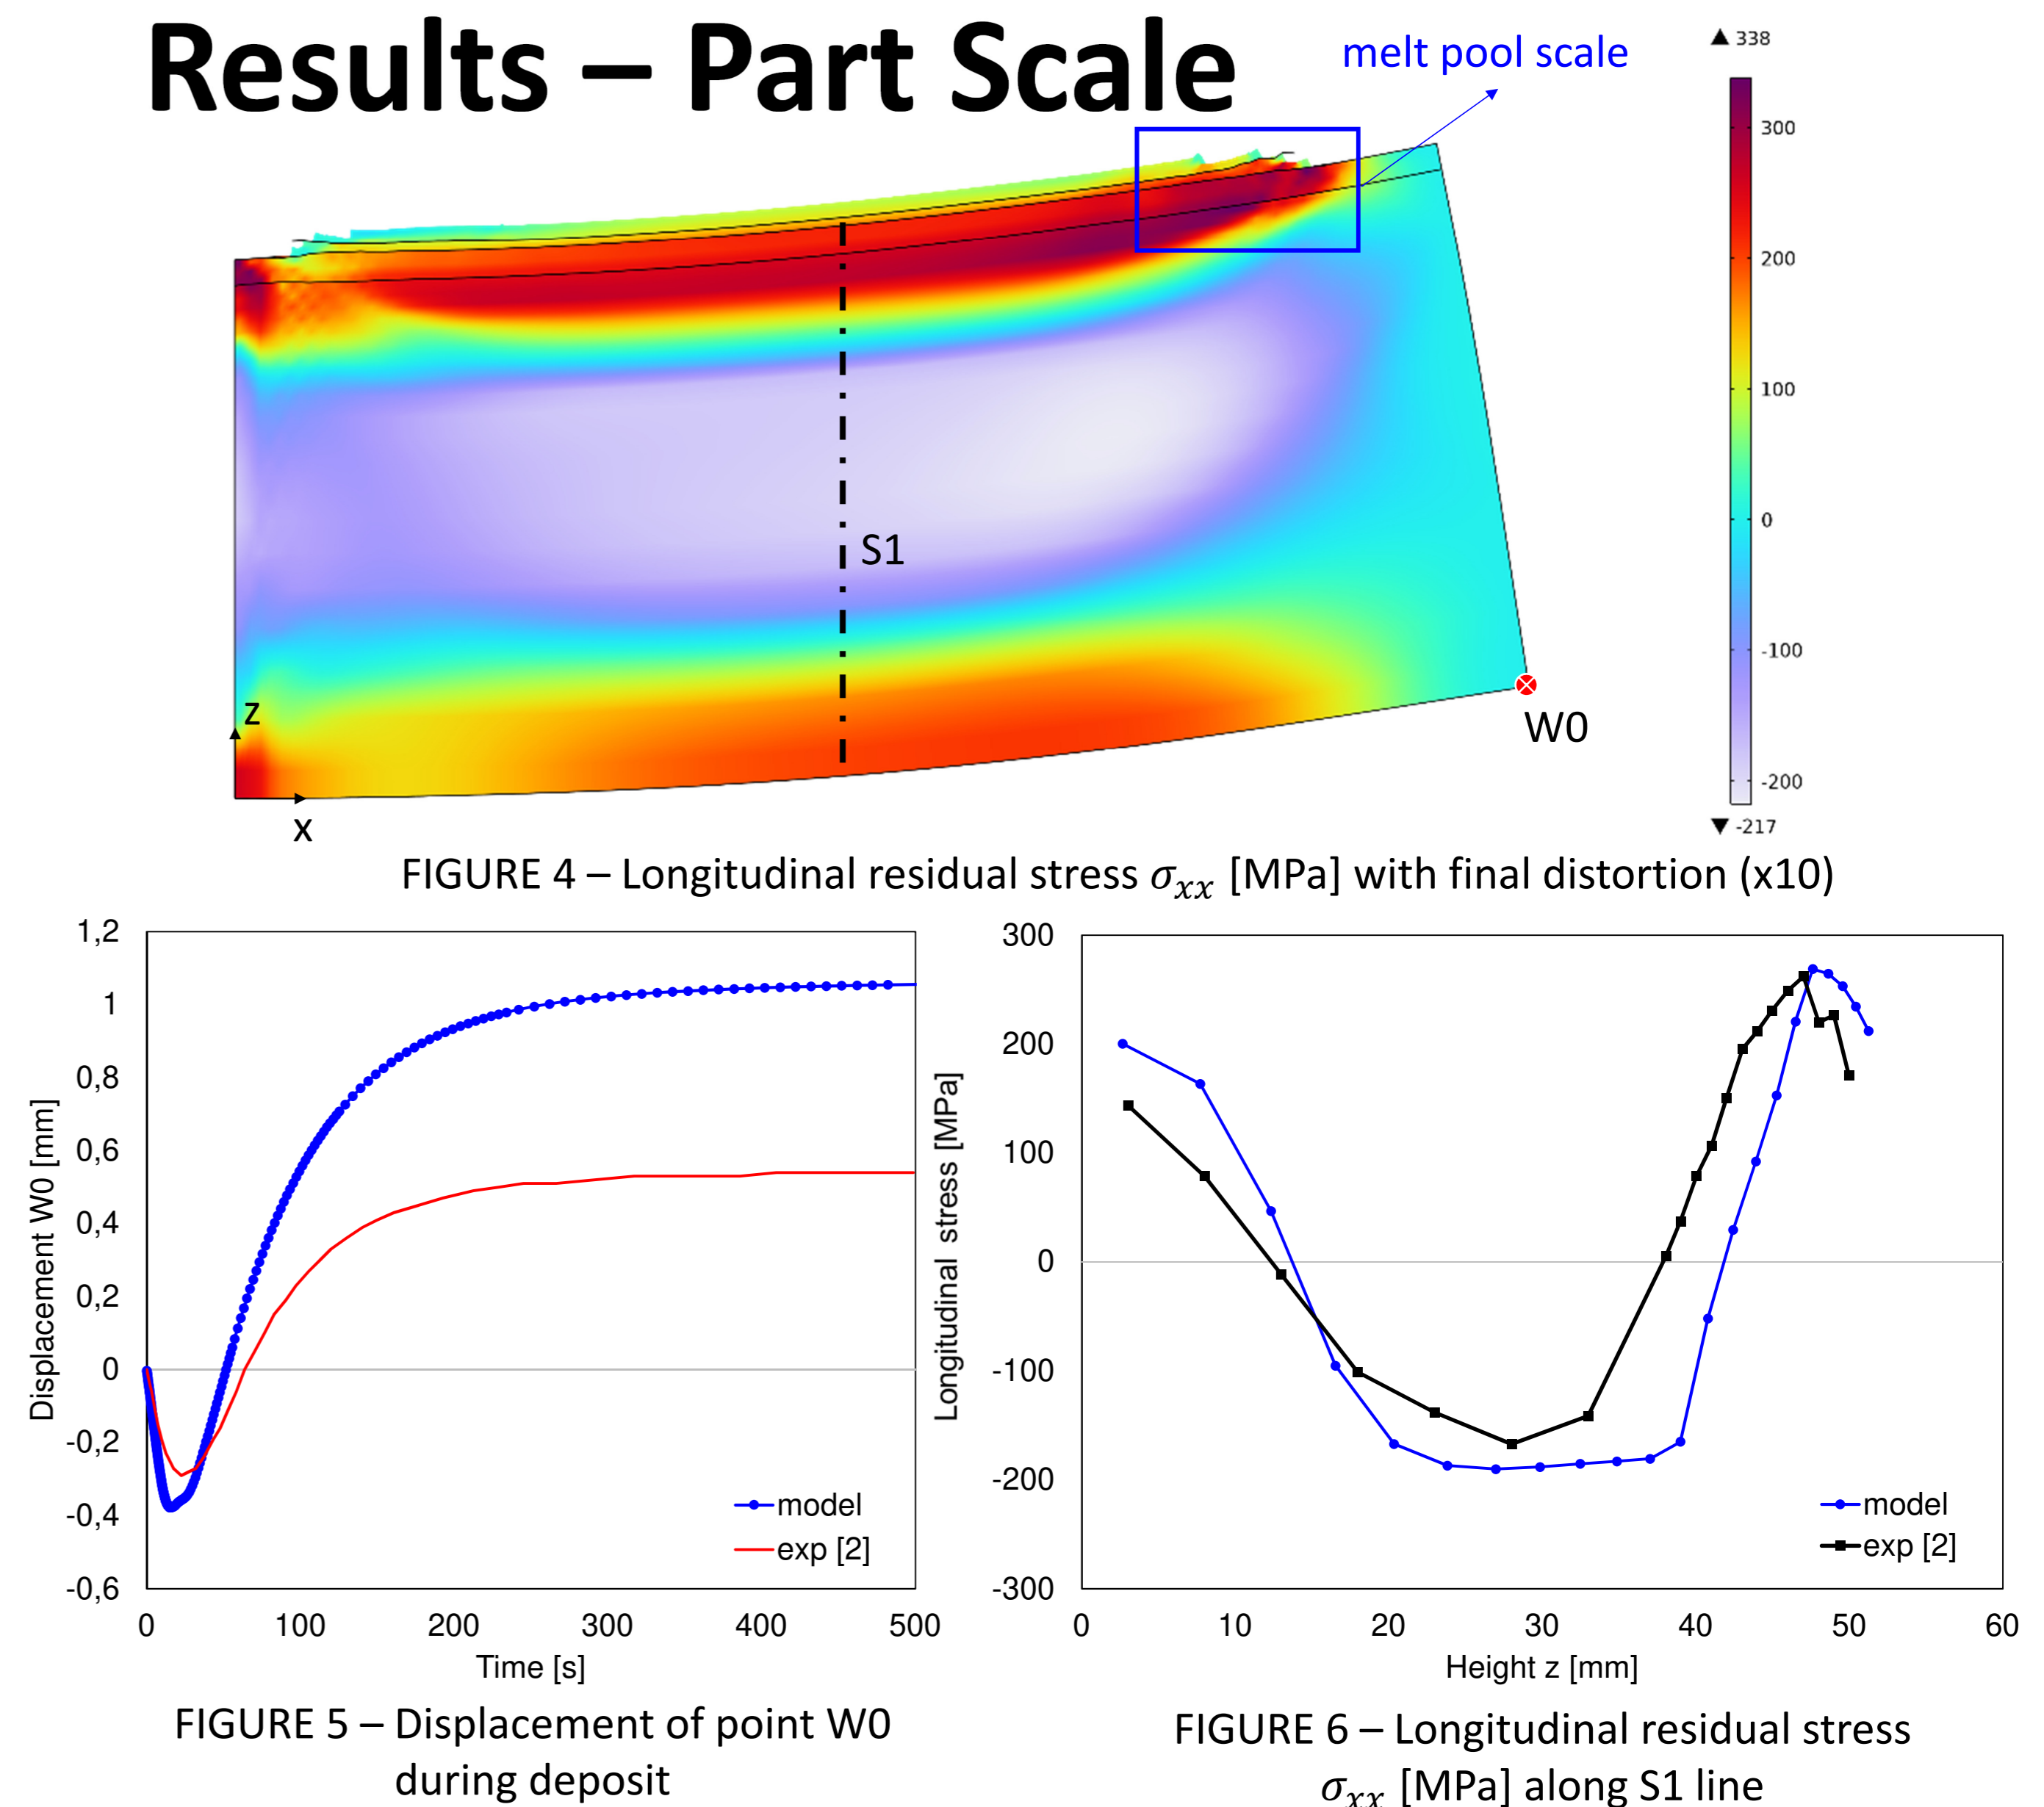 Results – Part Scale
melt pool scale
▲ 338
300
200
100
0
-100
-200
▼ -217
S1
z
x
W0
FIGURE 4 – Longitudinal residual stress σxx [MPa] with final distortion (x10)
1,2
1
0,8
0,6
0,4
0,2
0
-0,2
-0,4
-0,6
Displacement W0 [mm]
model
exp [2]
0 100 200 300 400 500
Time [s]
FIGURE 5 – Displacement of point W0
during deposit
300
200
100
0
-100
-200
-300
Longitudinal stress [MPa]
model
exp [2]
0 10 20 30 40 50 60
Height z [mm]
FIGURE 6 – Longitudinal residual stress
σxx [MPa] along S1 line